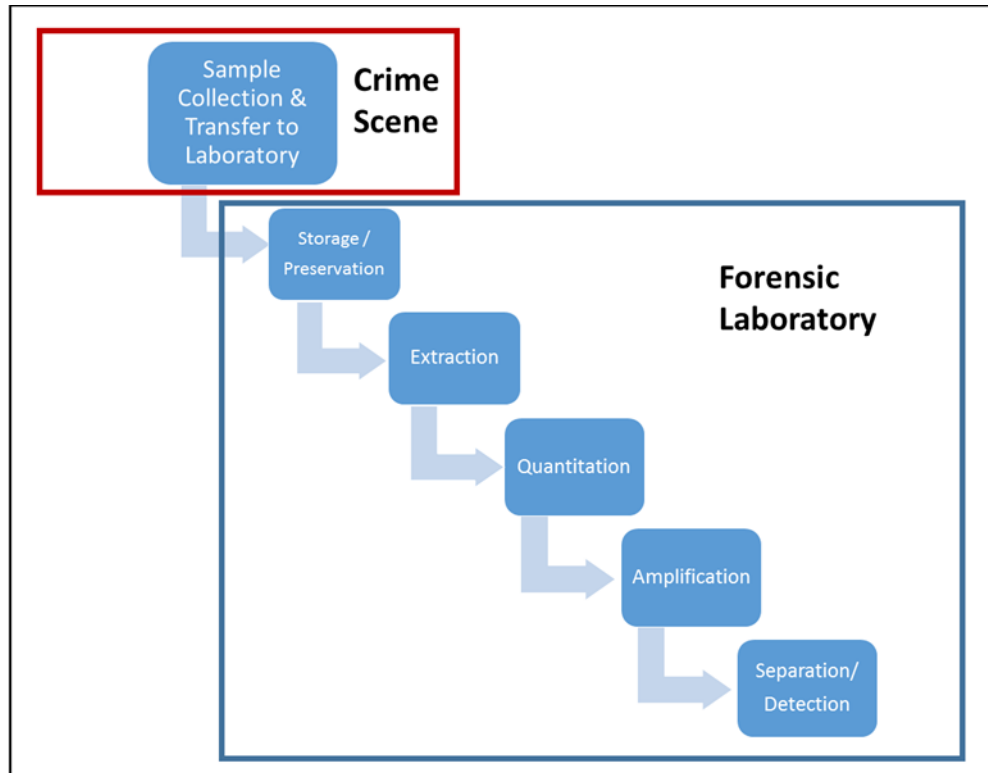 Sample
Collection &
Transfer to
Laboratory
Crime
Scene
Storage /
Preservation
Forensic
Laboratory
Extraction
Quantitation
Amplification
Separation/
Detection